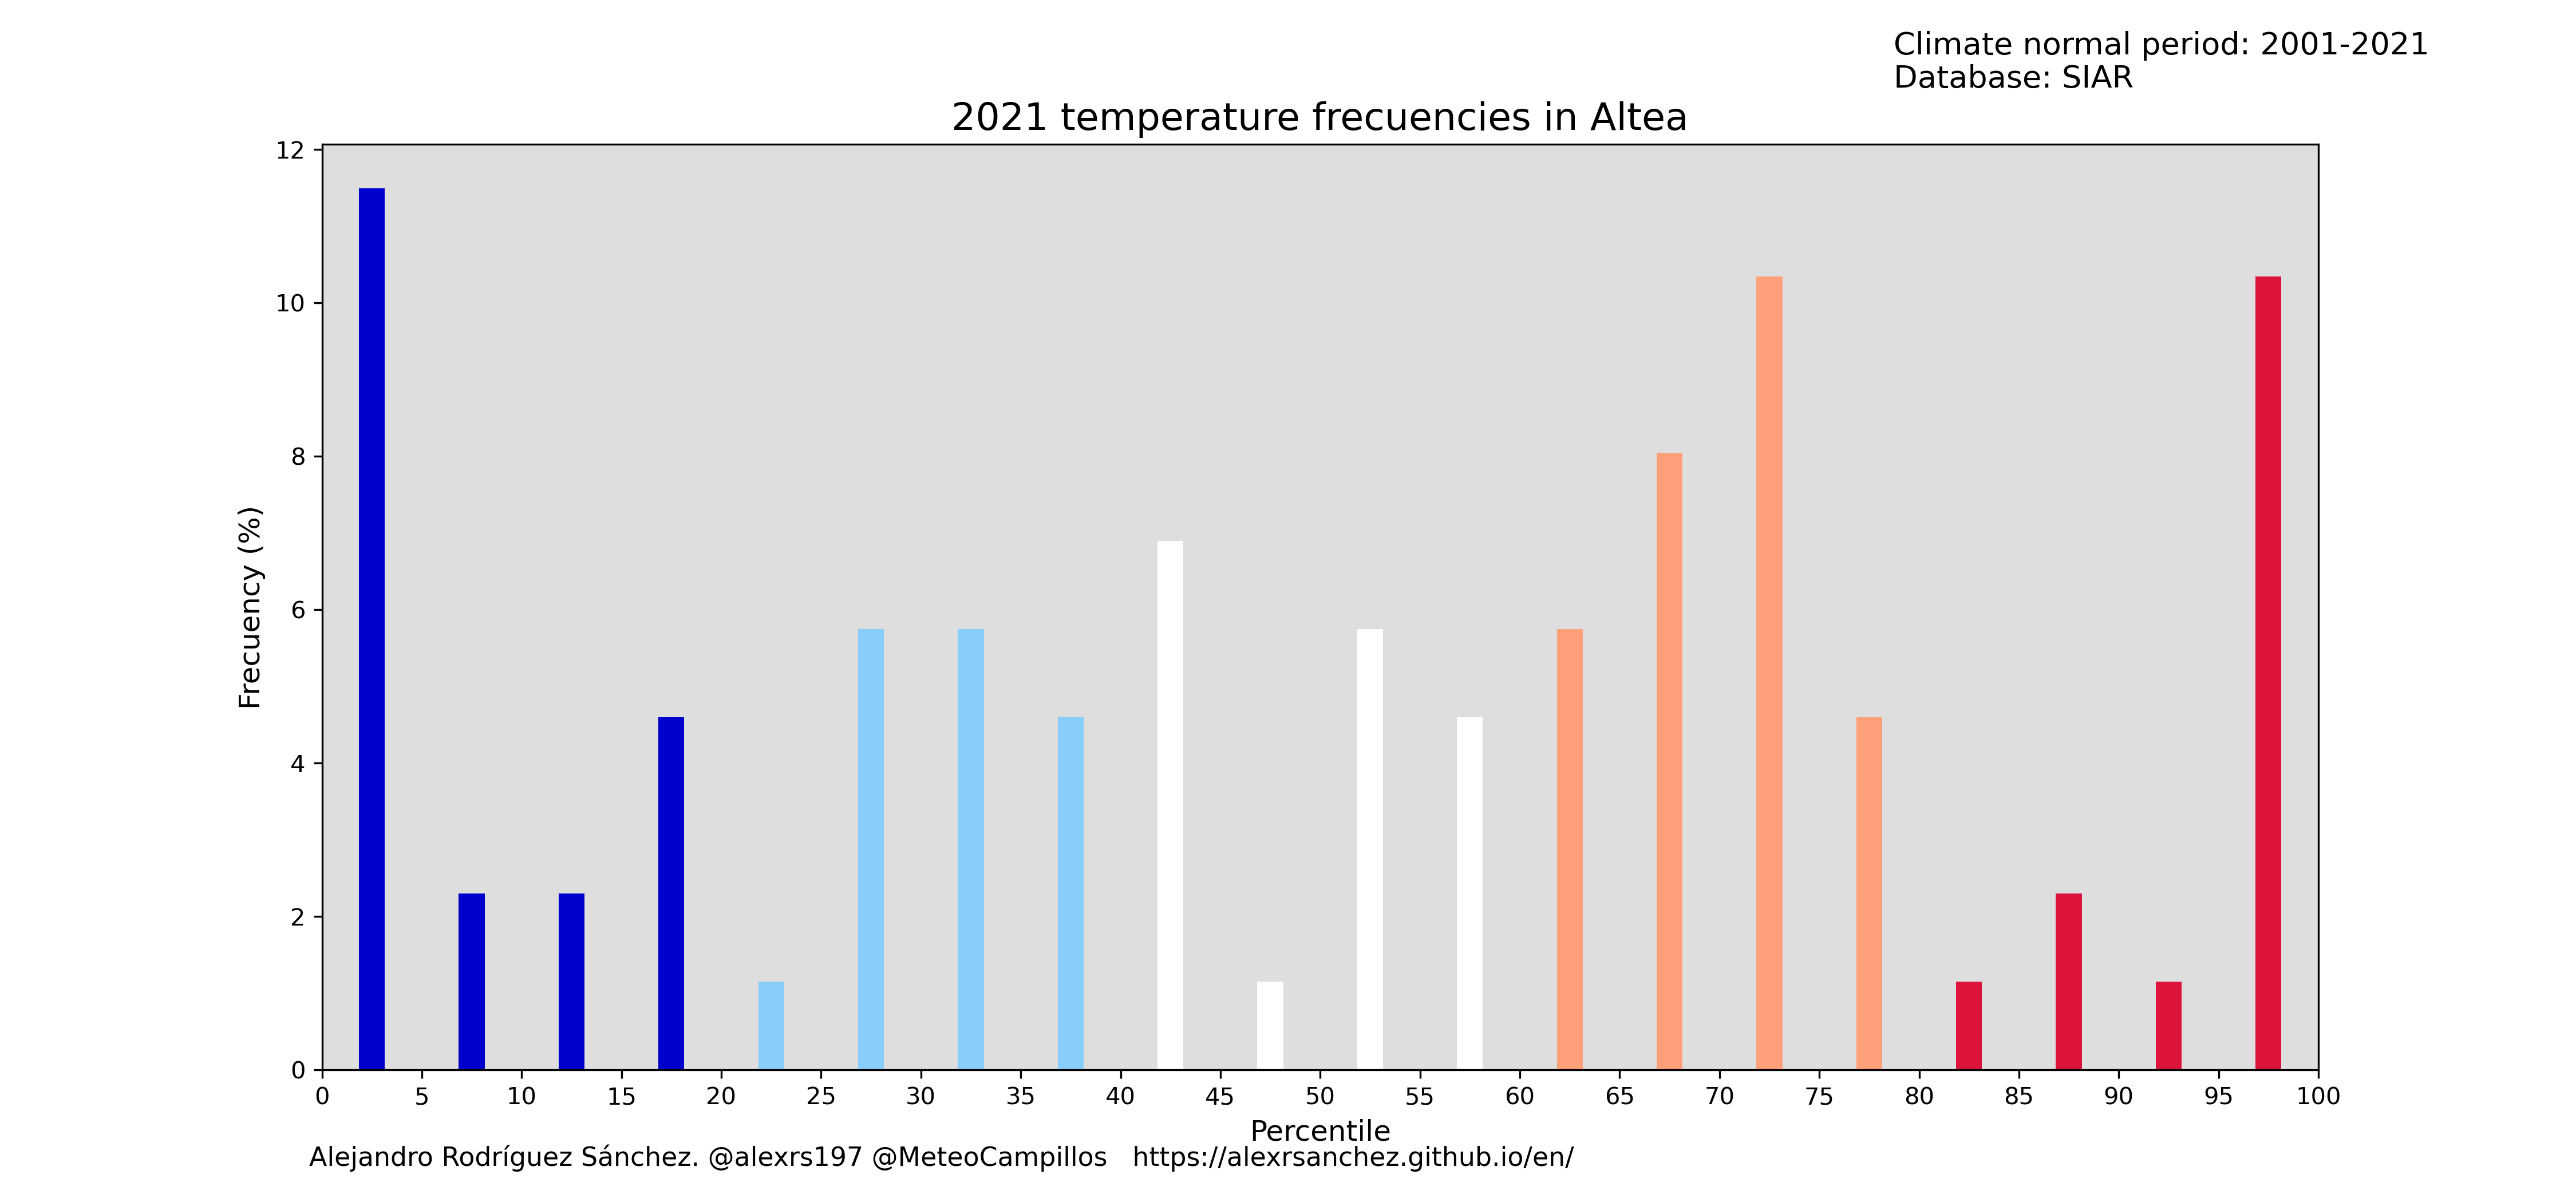 Climate normal period: 2001-2021
Database: SIAR
2021 temperature frecuencies in Altea
12
10
8
6
4
2
0
Frecuency (%)
0 5 10 15 20 25 30 35 40 45 50 55 60 65 70 75 80 85 90 95 100
Percentile
Alejandro Rodríguez Sánchez. @alexrs197 @MeteoCampillos https://alexrsanchez.github.io/en/